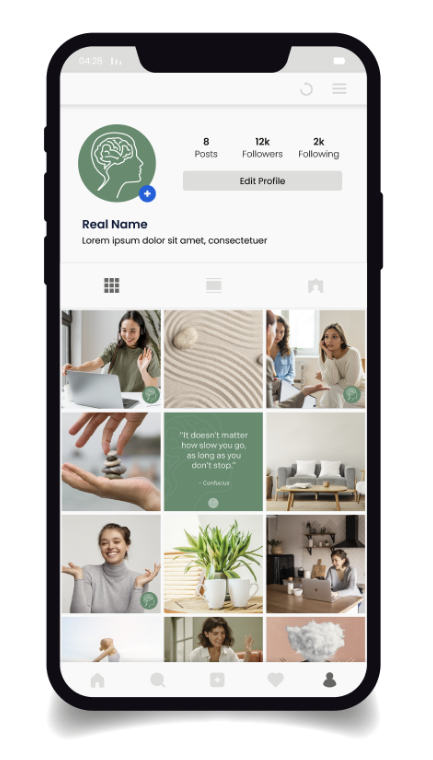 04:28
8
12k
2k
Posts
Followers
Following
Edit Profile
Real Name
Lorem ipsum dolor sit amet, consectetuer
"It doesn't matter
how slow you go,
as long as you
don't stop."
- Confucius